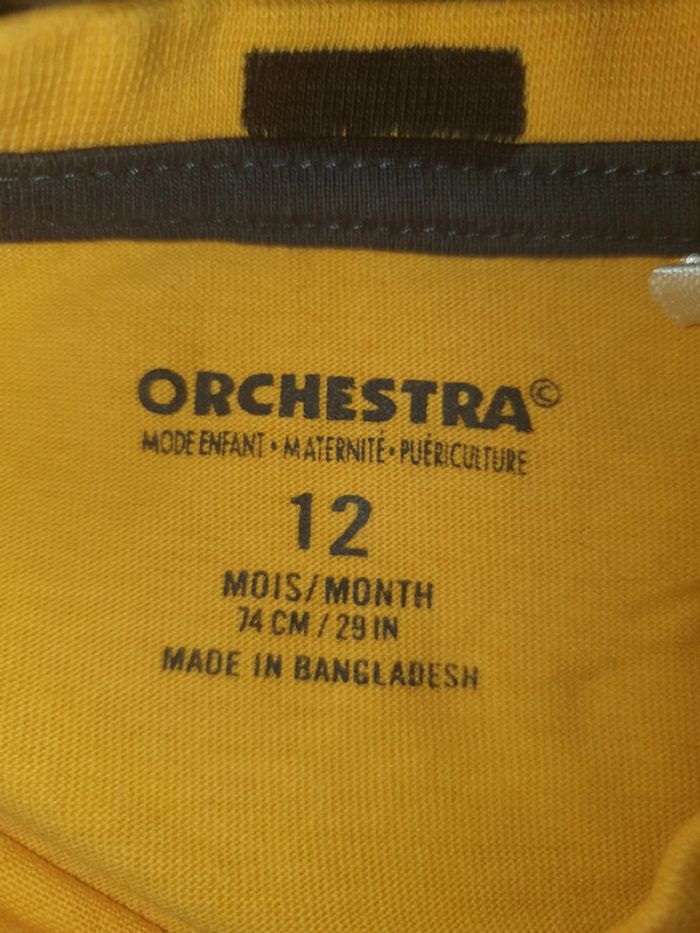 ORCHESTRA©
MODE ENFANT • MATERNITÉ • PUÉRICULTURE
12
MOIS/MONTH
74 CM / 29 IN
MADE IN BANGLADESH